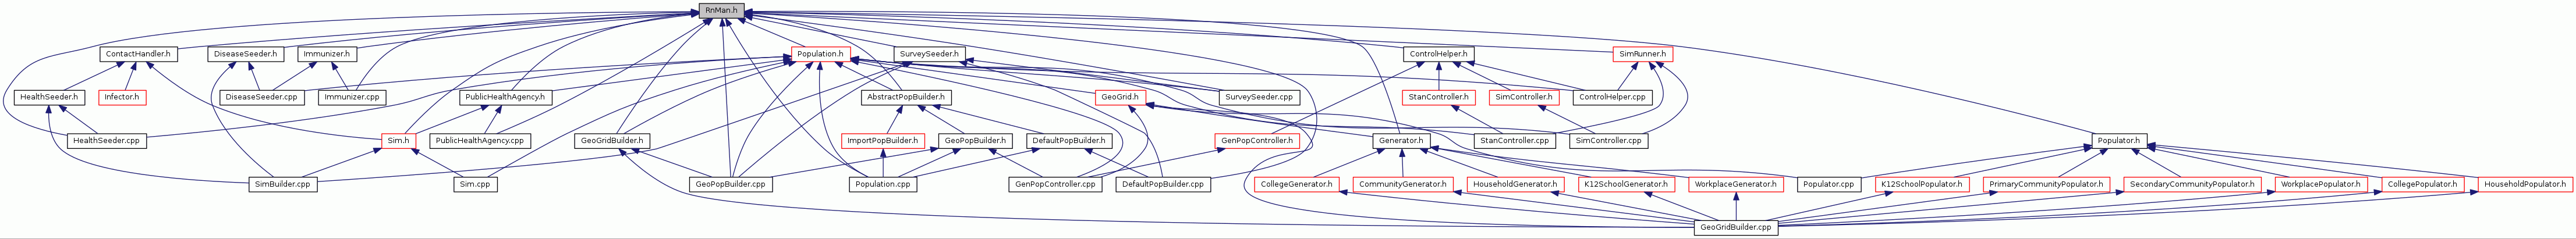 RnMan.h
ContactHandler.h
DiseaseSeeder.h
Immunizer.h
Population.h
SurveySeeder.h
ControlHelper.h
SimRunner.h
HealthSeeder.h
Infector.h
DiseaseSeeder.cpp
Immunizer.cpp
PublicHealthAgency.h
AbstractPopBuilder.h
GeoGrid.h
SurveySeeder.cpp
StanController.h
SimController.h
ControlHelper.cpp
HealthSeeder.cpp
Sim.h
PublicHealthAgency.cpp
GeoGridBuilder.h
ImportPopBuilder.h
GeoPopBuilder.h
DefaultPopBuilder.h
GenPopController.h
Generator.h
StanController.cpp
SimController.cpp
Populator.h
SimBuilder.cpp
Sim.cpp
GeoPopBuilder.cpp
Population.cpp
GenPopController.cpp
DefaultPopBuilder.cpp
CollegeGenerator.h
CommunityGenerator.h
HouseholdGenerator.h
K12SchoolGenerator.h
WorkplaceGenerator.h
Populator.cpp
K12SchoolPopulator.h
PrimaryCommunityPopulator.h
SecondaryCommunityPopulator.h
WorkplacePopulator.h
CollegePopulator.h
HouseholdPopulator.h
GeoGridBuilder.cpp